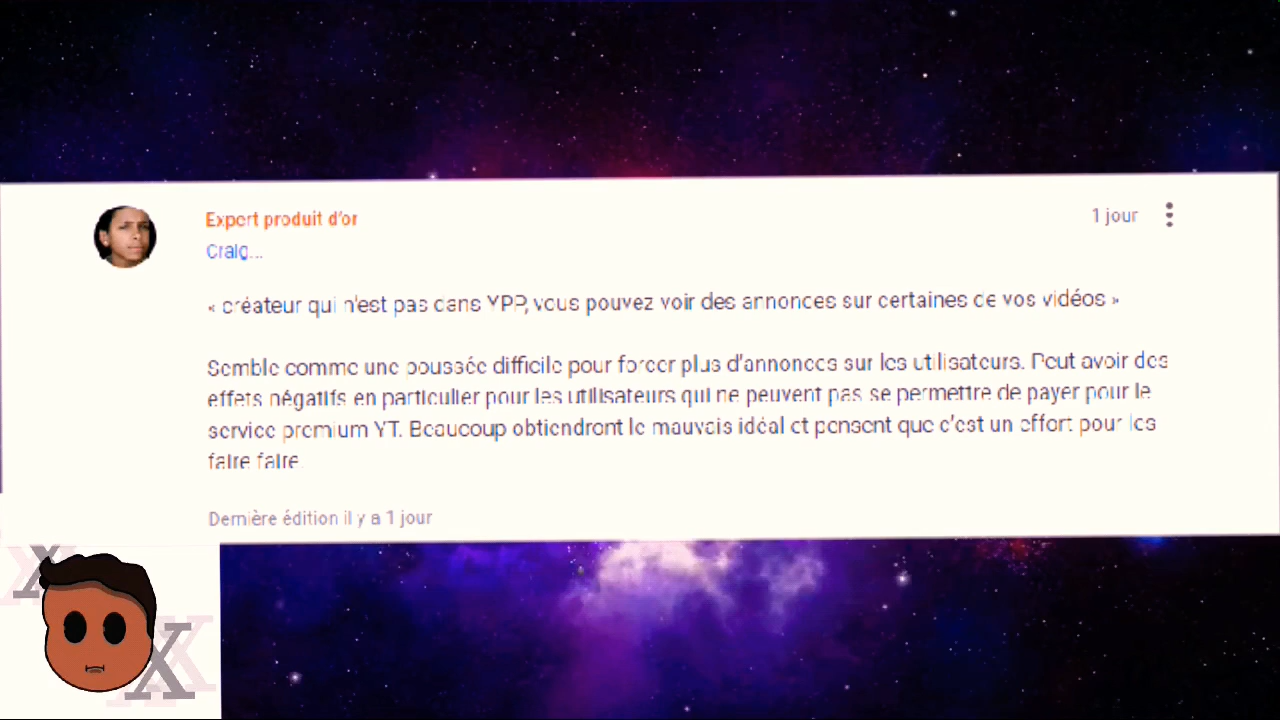 Expert produit d'or
1 jour
Craig...
« créateur qui n'est pas dans YPP, vous pouvez voir des annonces sur certaines de vos vidéos »
Semble comme une poussée difficile pour forcer plus d'annonces sur les utilisateurs. Peut avoir des
effets négatifs en particulier pour les utilisateurs qui ne peuvent pas se permettre de payer pour le
service premium YT. Beaucoup obtiendront le mauvais idéal et pensent que c'est un effort pour les
faire faire.
Dernière édition il y a 1 jour
X
X